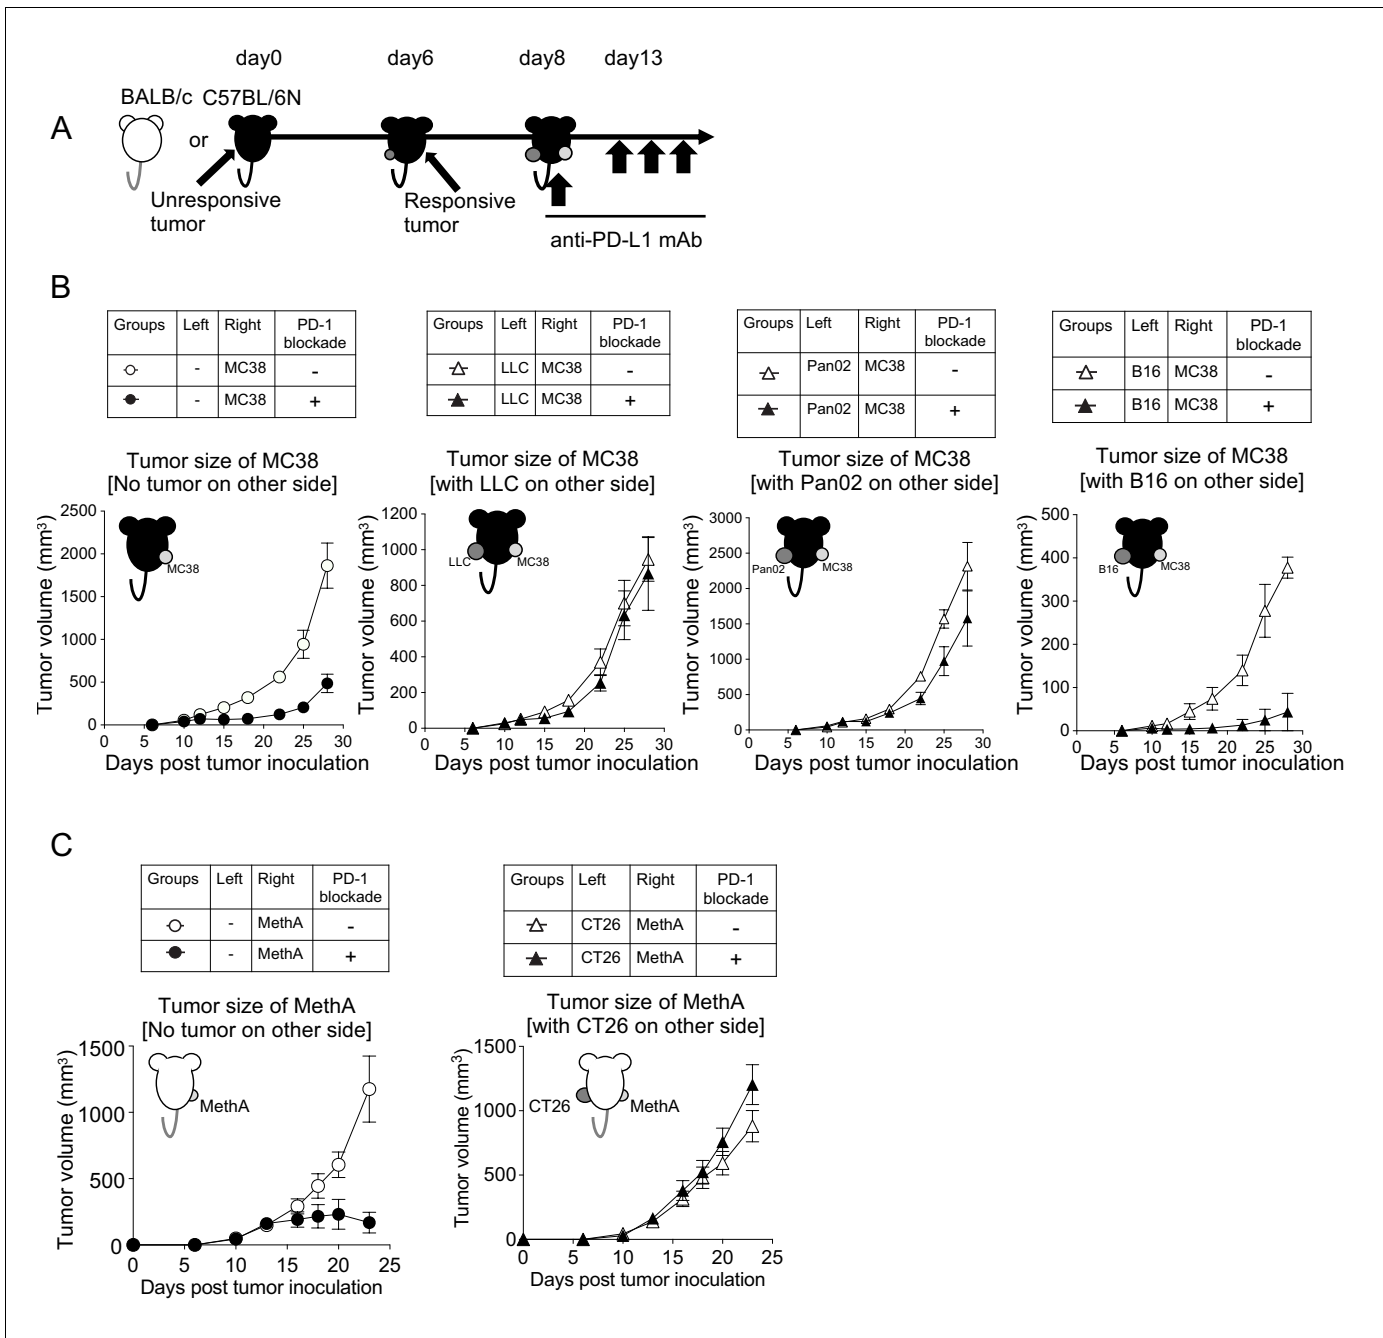 A
day0
day6
day8
day13
BALB/c
or
C57BL/6N
Unresponsive
tumor
Responsive
tumor
anti-PD-L1 mAb
B
Groups Left Right PD-1 blockade
- MC38 -
- MC38 +
Tumor size of MC38
[No tumor on other side]
Tumor volume (mm³)
2500
2000
1500
1000
500
0
MC38
0 5 10 15 20 25 30
Days post tumor inoculation
Groups Left Right PD-1 blockade
LLC MC38 -
LLC MC38 +
Tumor size of MC38
[with LLC on other side]
Tumor volume (mm³)
1200
1000
800
600
400
200
0
LLC MC38
0 5 10 15 20 25 30
Days post tumor inoculation
Groups Left Right PD-1 blockade
Pan02 MC38 -
Pan02 MC38 +
Tumor size of MC38
[with Pan02 on other side]
Tumor volume (mm³)
3000
2500
2000
1500
1000
500
0
Pan02 MC38
0 5 10 15 20 25 30
Days post tumor inoculation
Groups Left Right PD-1 blockade
B16 MC38 -
B16 MC38 +
Tumor size of MC38
[with B16 on other side]
Tumor volume (mm³)
500
400
300
200
100
0
B16 MC38
0 5 10 15 20 25 30
Days post tumor inoculation
C
Groups Left Right PD-1 blockade
- MethA -
- MethA +
Tumor size of MethA
[No tumor on other side]
Tumor volume (mm³)
1500
1000
500
0
MethA
0 5 10 15 20 25
Days post tumor inoculation
Groups Left Right PD-1 blockade
CT26 MethA -
CT26 MethA +
Tumor size of MethA
[with CT26 on other side]
Tumor volume (mm³)
1500
1000
500
0
CT26 MethA
0 5 10 15 20 25
Days post tumor inoculation